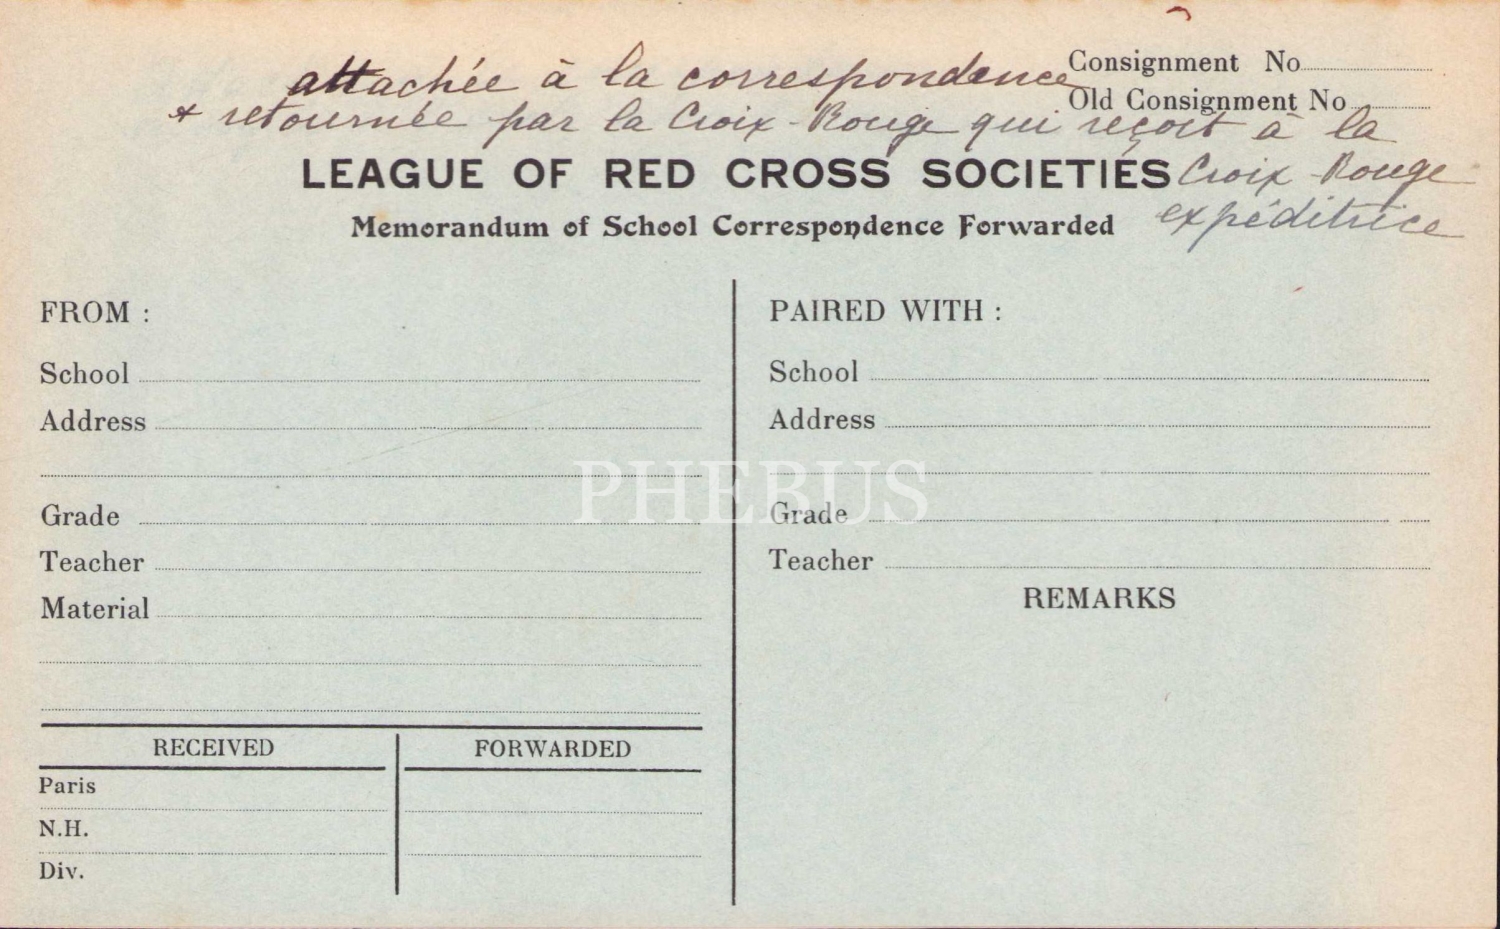 Consignment No
attachée à la correspondence
Old Consignment No
+ retournée par la Croix-Rouge qui reçoit à la
Croix-Rouge
expéditrice
LEAGUE OF RED CROSS SOCIETIES
Memorandum of School Correspondence Forwarded
FROM :
School
Address
Grade
Teacher
Material
RECEIVED
FORWARDED
Paris
N.H.
Div.
PAIRED WITH :
School
Address
Grade
Teacher
REMARKS
PHEBUS